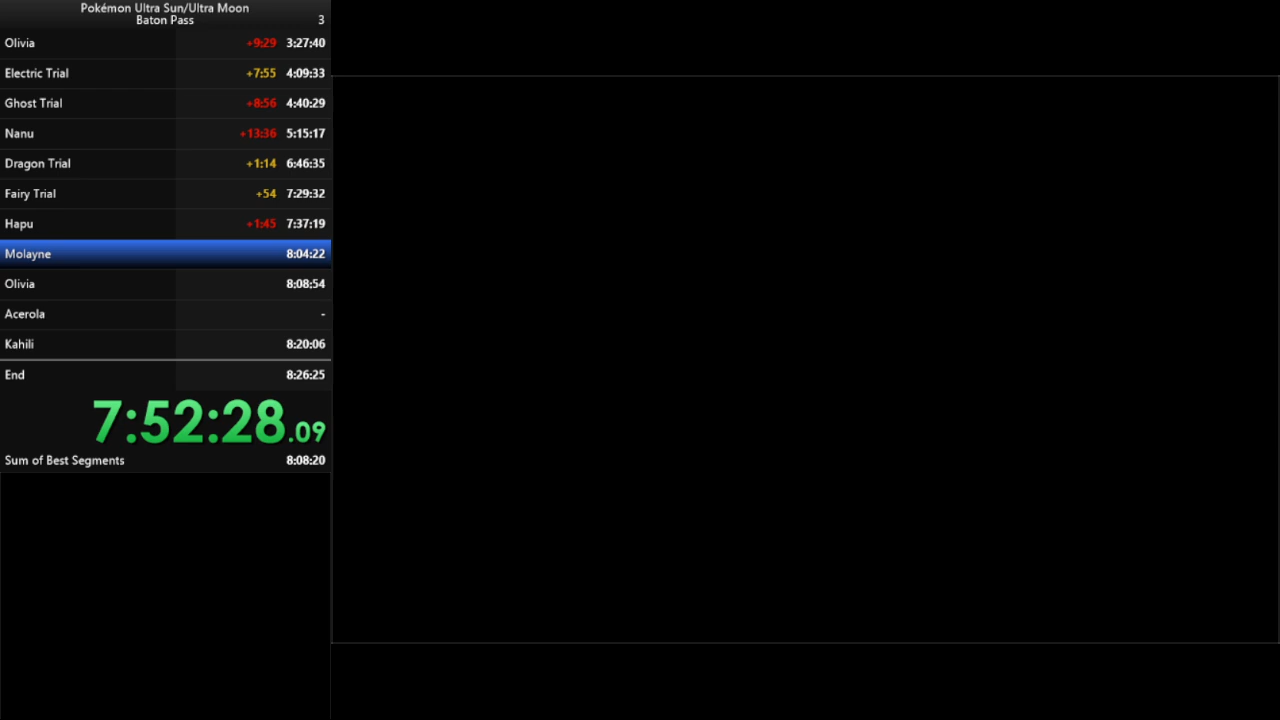 Pokémon Ultra Sun/Ultra Moon
Baton Pass 3
Olivia +9:29 3:27:40
Electric Trial +7:55 4:09:33
Ghost Trial +8:56 4:40:29
Nanu +13:36 5:15:17
Dragon Trial +1:14 6:46:35
Fairy Trial +54 7:29:32
Hapu +1:45 7:37:19
Molayne 8:04:22
Olivia 8:08:54
Acerola -
Kahili 8:20:06
End 8:26:25
7:52:28.09
Sum of Best Segments 8:08:20